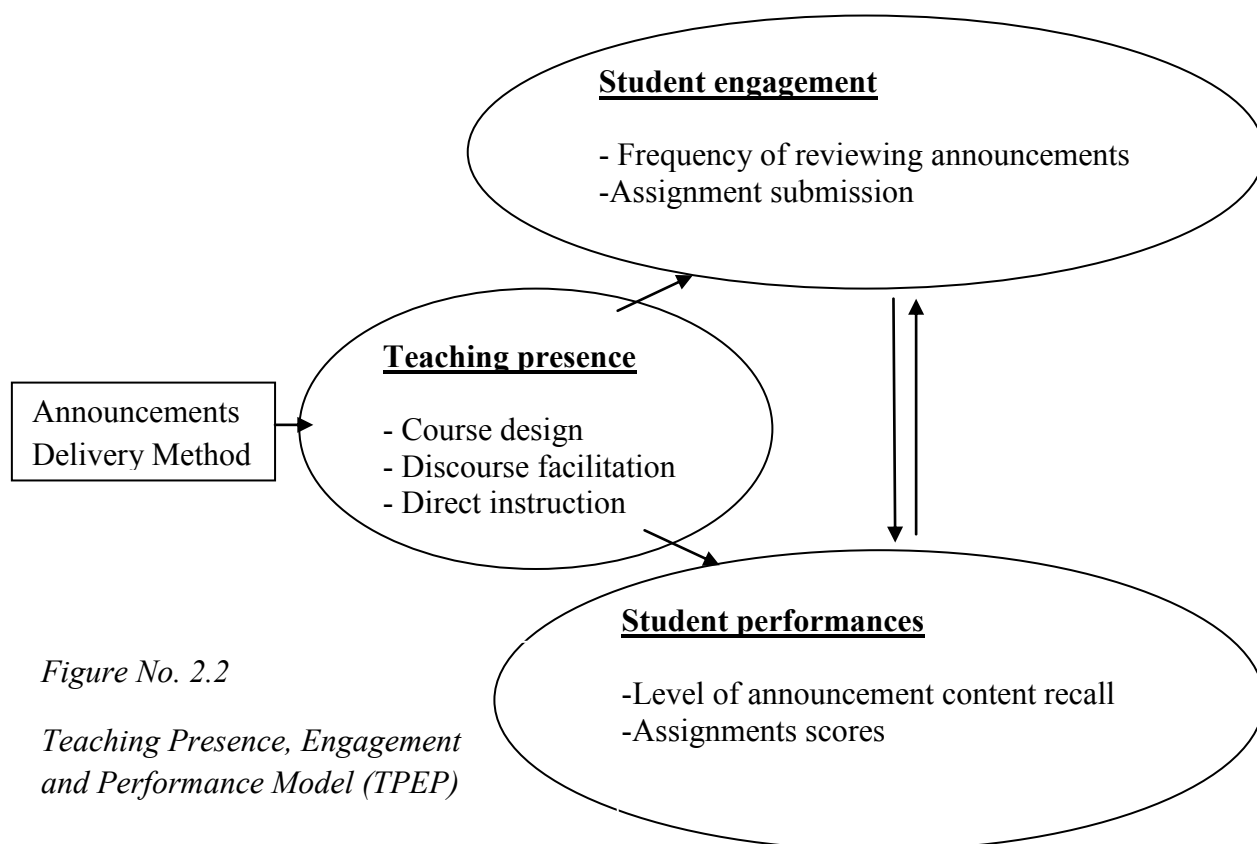 Student engagement
- Frequency of reviewing announcements
-Assignment submission
Teaching presence
- Course design
- Discourse facilitation
- Direct instruction
Announcements
Delivery Method
Student performances
-Level of announcement content recall
-Assignments scores
Figure No. 2.2
Teaching Presence, Engagement
and Performance Model (TPEP)